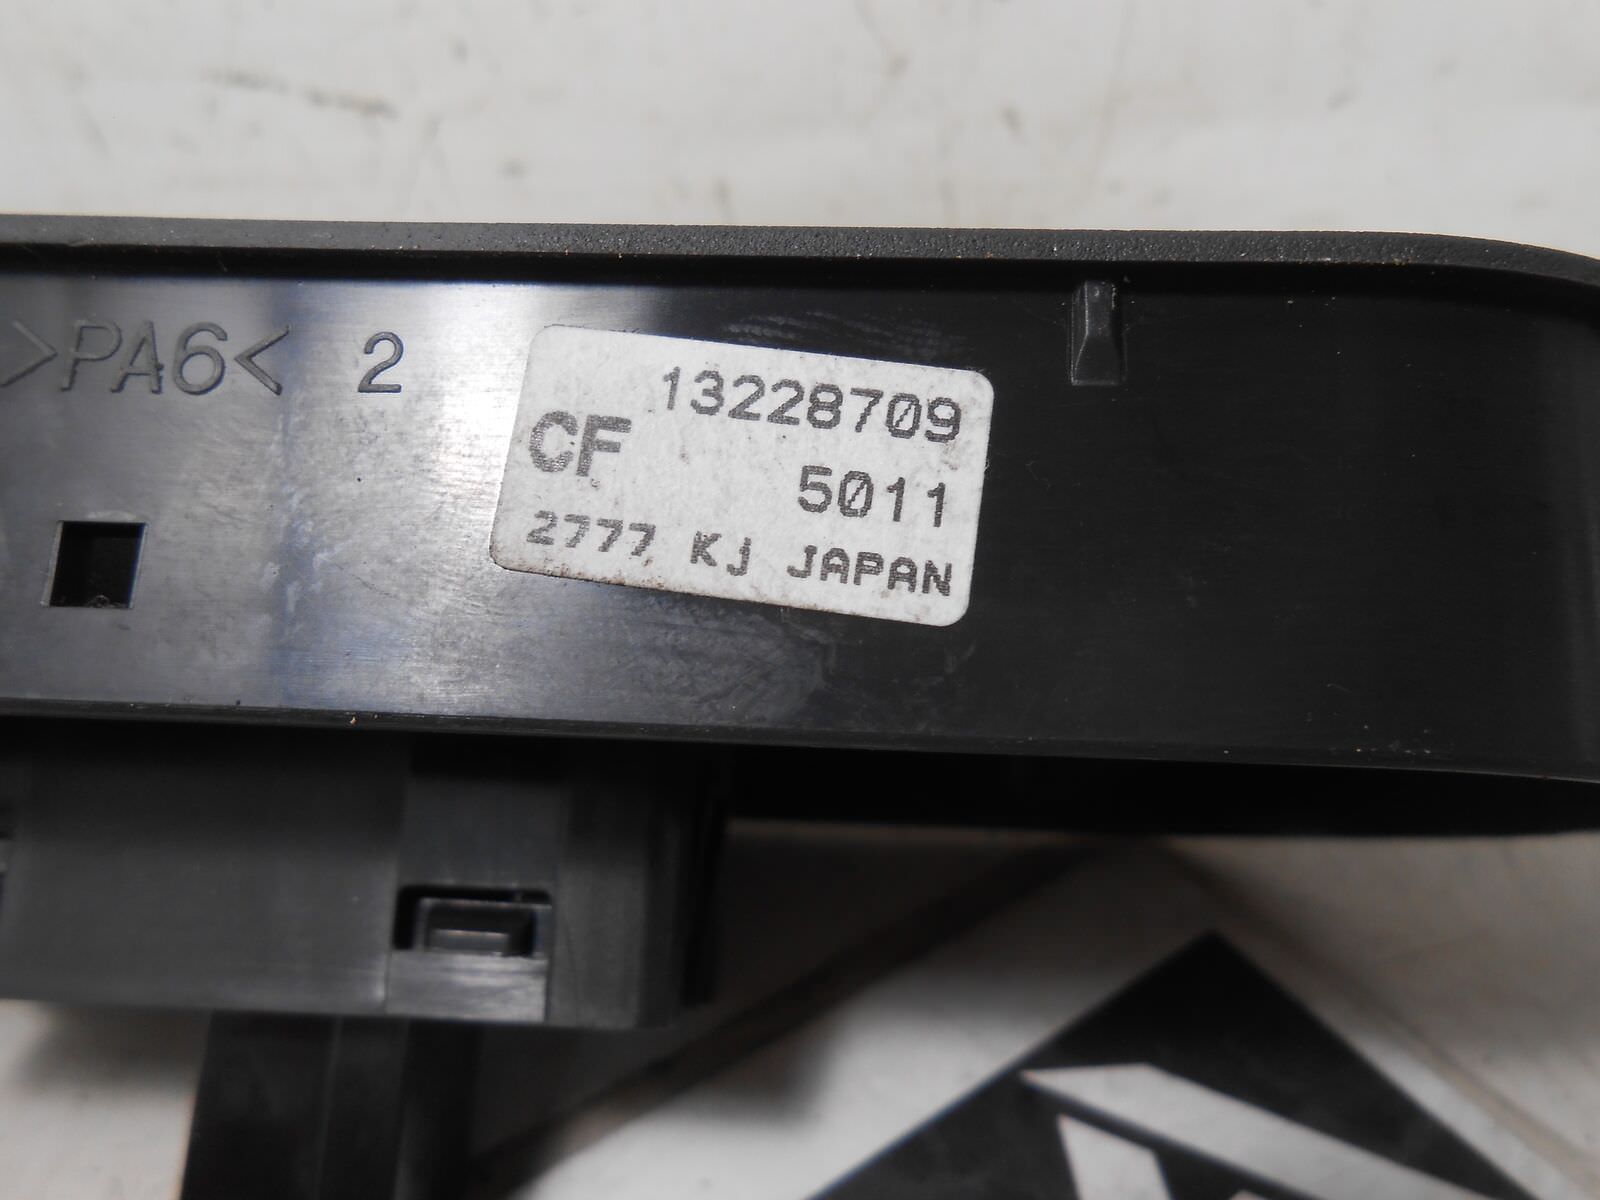 >PA6< 2
13228709
CF
5011
2777 Kj JAPAN